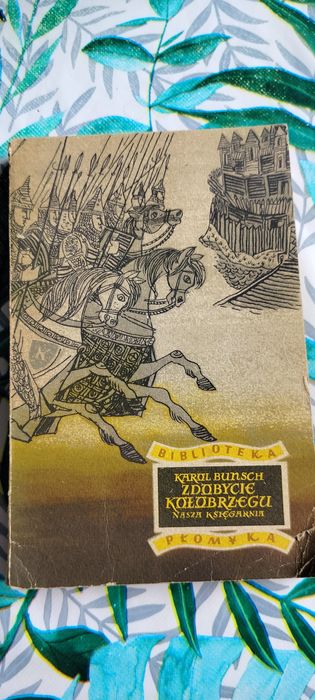 BIBLIOTEKA
KAROL BUNSCH
ZDOBYCIE
KOŁOBRZEGU
NASZA KSIĘGARNIA
PŁOMYKA